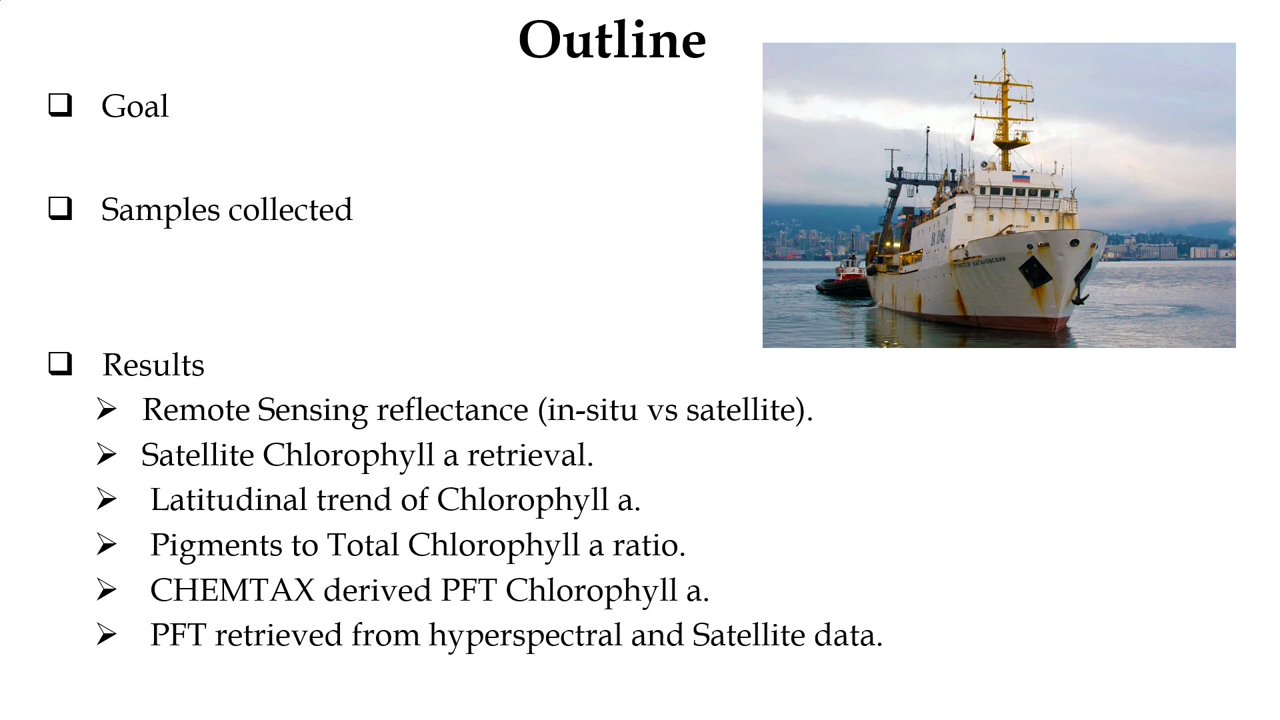 Outline
❑ Goal
❑ Samples collected
❑ Results
➢ Remote Sensing reflectance (in-situ vs satellite).
➢ Satellite Chlorophyll a retrieval.
➢ Latitudinal trend of Chlorophyll a.
➢ Pigments to Total Chlorophyll a ratio.
➢ CHEMTAX derived PFT Chlorophyll a.
➢ PFT retrieved from hyperspectral and Satellite data.